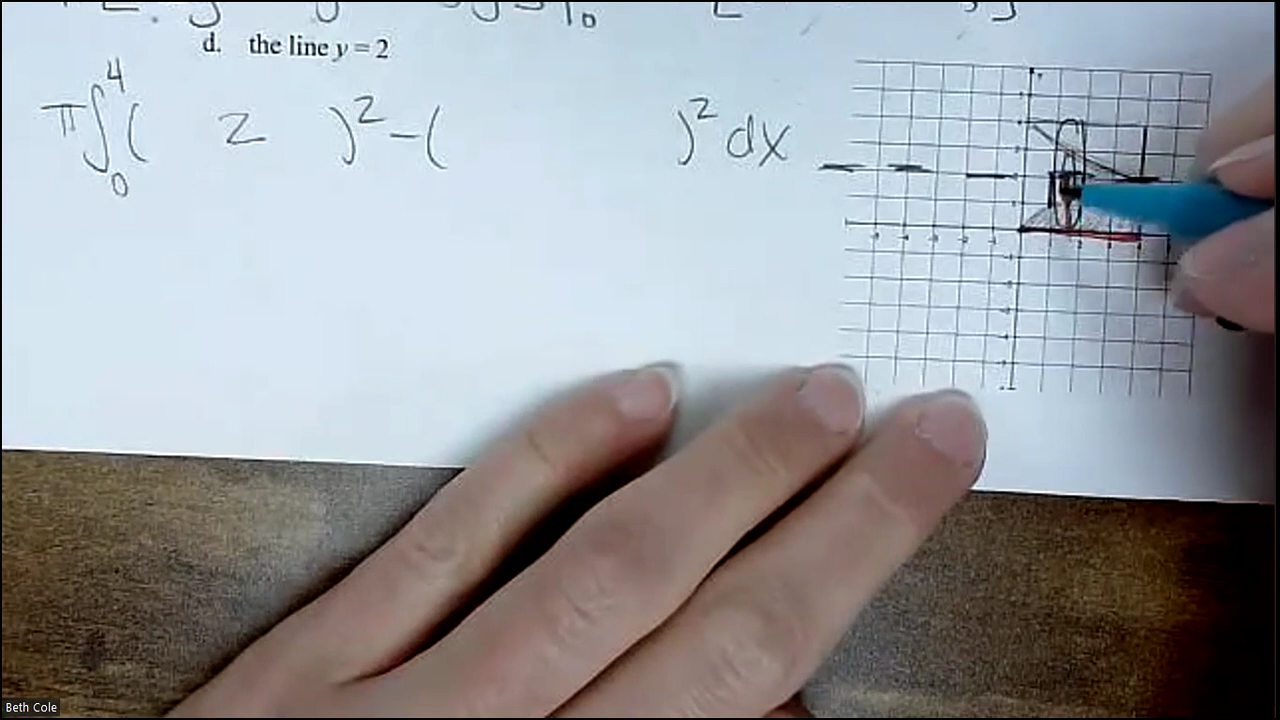 d. the line y = 2
π∫₀⁴( 2 )² − ( )² dx
Beth Cole